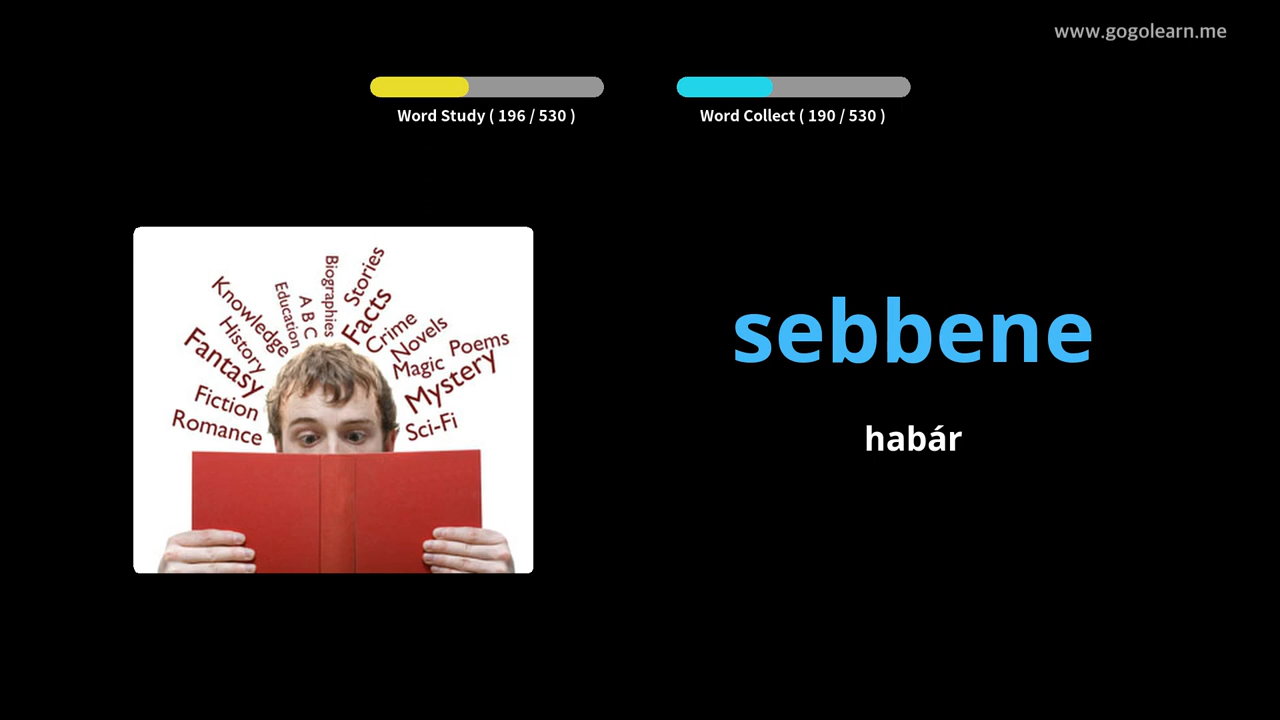 www.gogolearn.me
Word Study ( 196 / 530 )
Word Collect ( 190 / 530 )
Knowledge
Education
A B C
Biographies
Stories
Facts
History
Crime
Novels
Fantasy
Magic
Poems
Mystery
Fiction
Romance
Sci-Fi
sebbene
habár